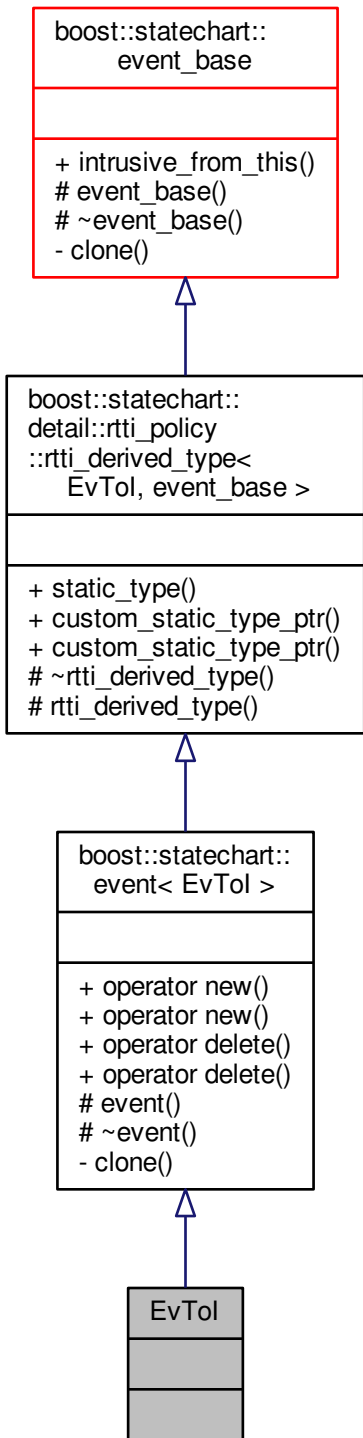 boost::statechart::
event_base
+ intrusive_from_this()
# event_base()
# ~event_base()
- clone()
boost::statechart::
detail::rtti_policy
::rtti_derived_type<
EvToI, event_base >
+ static_type()
+ custom_static_type_ptr()
+ custom_static_type_ptr()
# ~rtti_derived_type()
# rtti_derived_type()
boost::statechart::
event< EvToI >
+ operator new()
+ operator new()
+ operator delete()
+ operator delete()
# event()
# ~event()
- clone()
EvToI